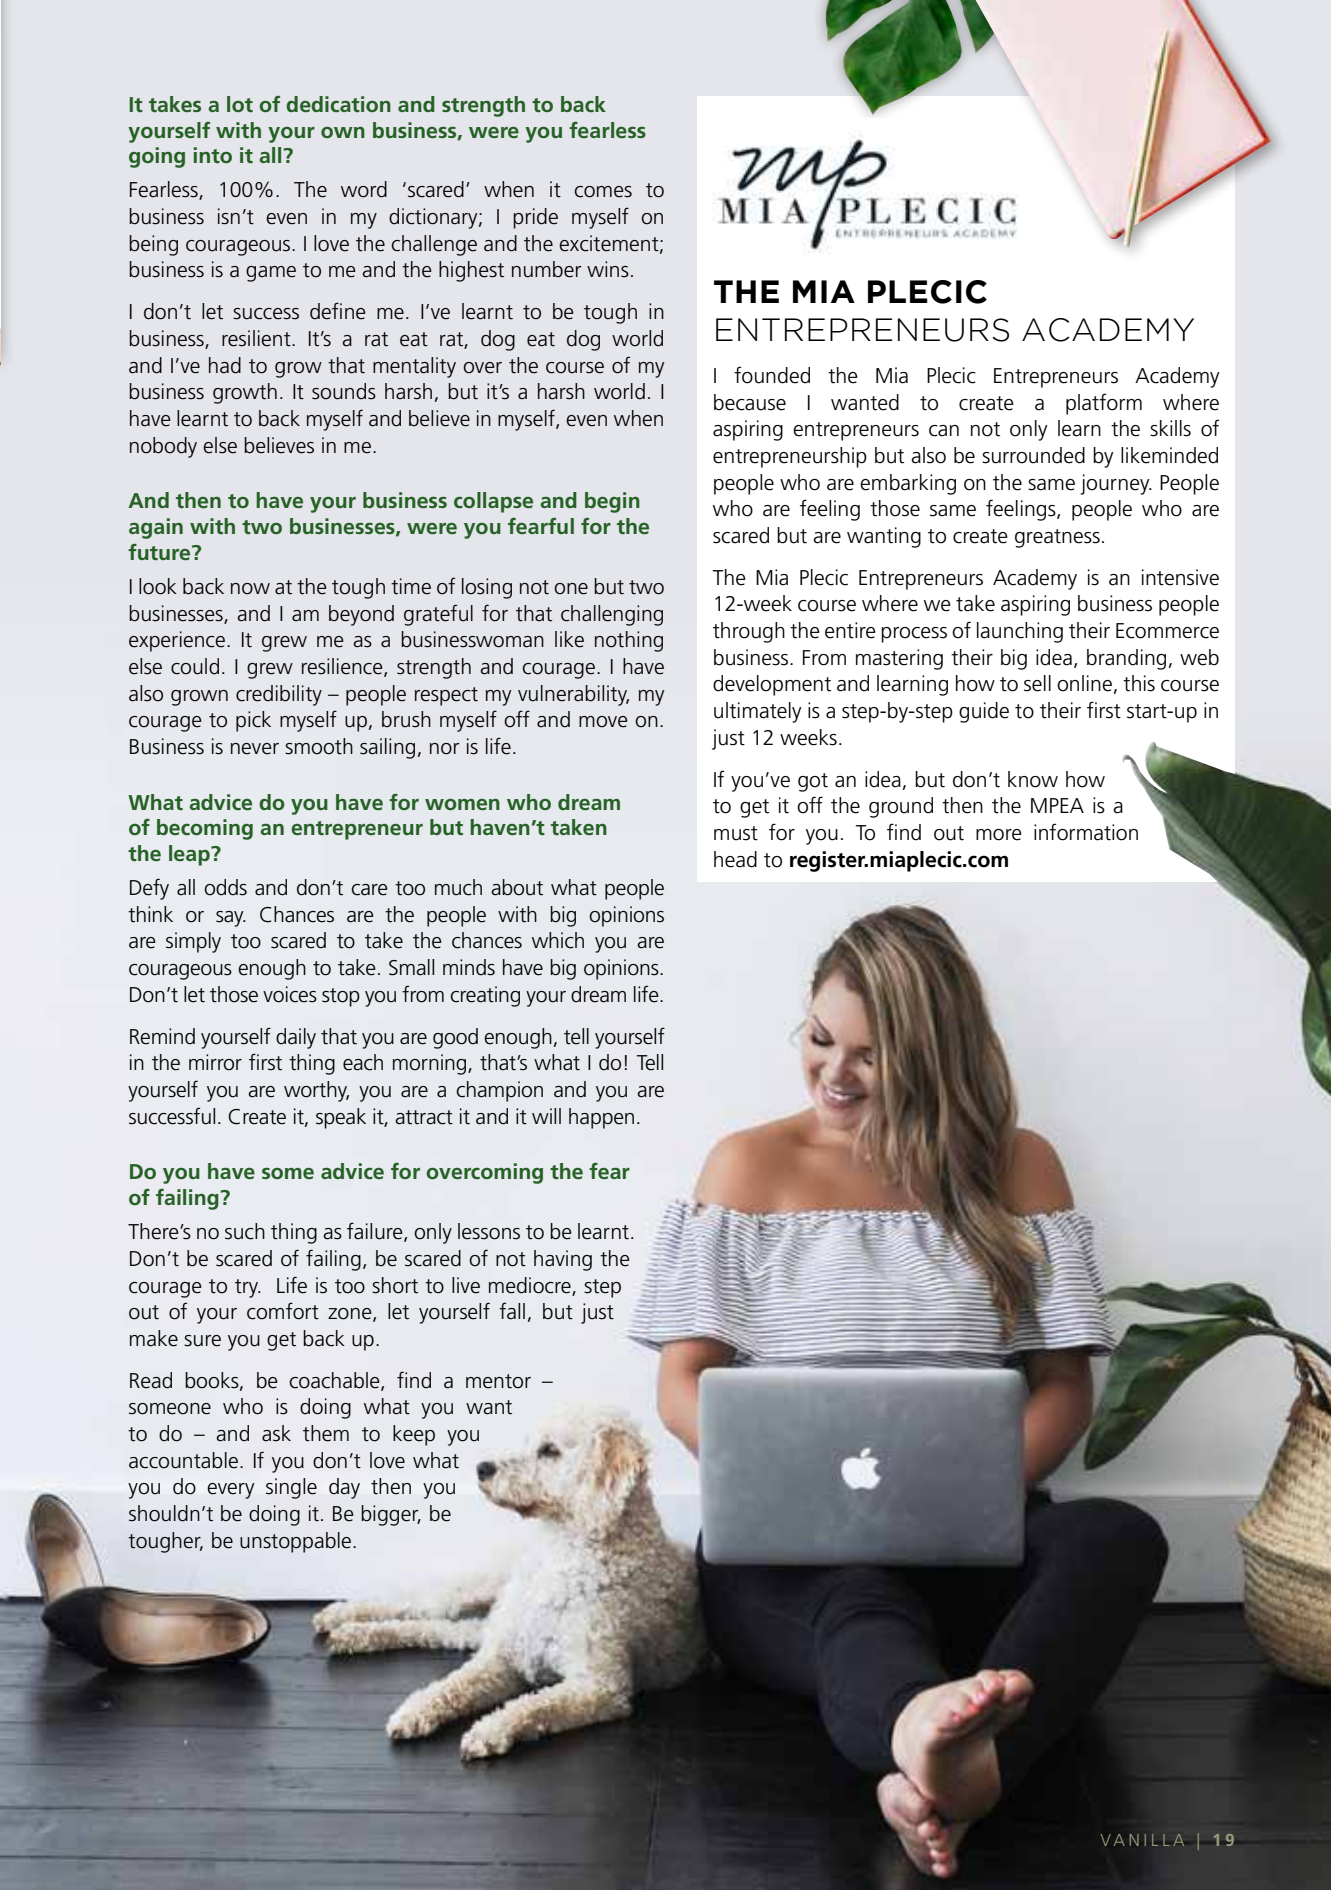 It takes a lot of dedication and strength to back
yourself with your own business, were you fearless
going into it all?
Fearless, 100%. The word ‘scared’ when it comes to
business isn’t even in my dictionary; I pride myself on
being courageous. I love the challenge and the excitement;
business is a game to me and the highest number wins.
I don’t let success define me. I’ve learnt to be tough in
business, resilient. It’s a rat eat rat, dog eat dog world
and I’ve had to grow that mentality over the course of my
business growth. It sounds harsh, but it’s a harsh world. I
have learnt to back myself and believe in myself, even when
nobody else believes in me.
And then to have your business collapse and begin
again with two businesses, were you fearful for the
future?
I look back now at the tough time of losing not one but two
businesses, and I am beyond grateful for that challenging
experience. It grew me as a businesswoman like nothing
else could. I grew resilience, strength and courage. I have
also grown credibility – people respect my vulnerability, my
courage to pick myself up, brush myself off and move on.
Business is never smooth sailing, nor is life.
What advice do you have for women who dream
of becoming an entrepreneur but haven’t taken
the leap?
Defy all odds and don’t care too much about what people
think or say. Chances are the people with big opinions
are simply too scared to take the chances which you are
courageous enough to take. Small minds have big opinions.
Don’t let those voices stop you from creating your dream life.
Remind yourself daily that you are good enough, tell yourself
in the mirror first thing each morning, that’s what I do! Tell
yourself you are worthy, you are a champion and you are
successful. Create it, speak it, attract it and it will happen.
Do you have some advice for overcoming the fear
of failing?
There’s no such thing as failure, only lessons to be learnt.
Don’t be scared of failing, be scared of not having the
courage to try. Life is too short to live mediocre, step
out of your comfort zone, let yourself fall, but just
make sure you get back up.
Read books, be coachable, find a mentor –
someone who is doing what you want
to do – and ask them to keep you
accountable. If you don’t love what
you do every single day then you
shouldn’t be doing it. Be bigger, be
tougher, be unstoppable.
mp
MIA PLECIC
ENTREPRENEURS ACADEMY
THE MIA PLECIC
ENTREPRENEURS ACADEMY
I founded the Mia Plecic Entrepreneurs Academy
because I wanted to create a platform where
aspiring entrepreneurs can not only learn the skills of
entrepreneurship but also be surrounded by likeminded
people who are embarking on the same journey. People
who are feeling those same feelings, people who are
scared but are wanting to create greatness.
The Mia Plecic Entrepreneurs Academy is an intensive
12-week course where we take aspiring business people
through the entire process of launching their Ecommerce
business. From mastering their big idea, branding, web
development and learning how to sell online, this course
ultimately is a step-by-step guide to their first start-up in
just 12 weeks.
If you’ve got an idea, but don’t know how
to get it off the ground then the MPEA is a
must for you. To find out more information
head to register.miaplecic.com
VANILLA | 19